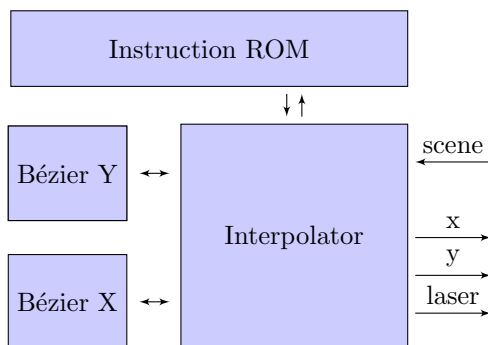 Instruction ROM
Bézier Y
scene
Interpolator
x
y
Bézier X
laser